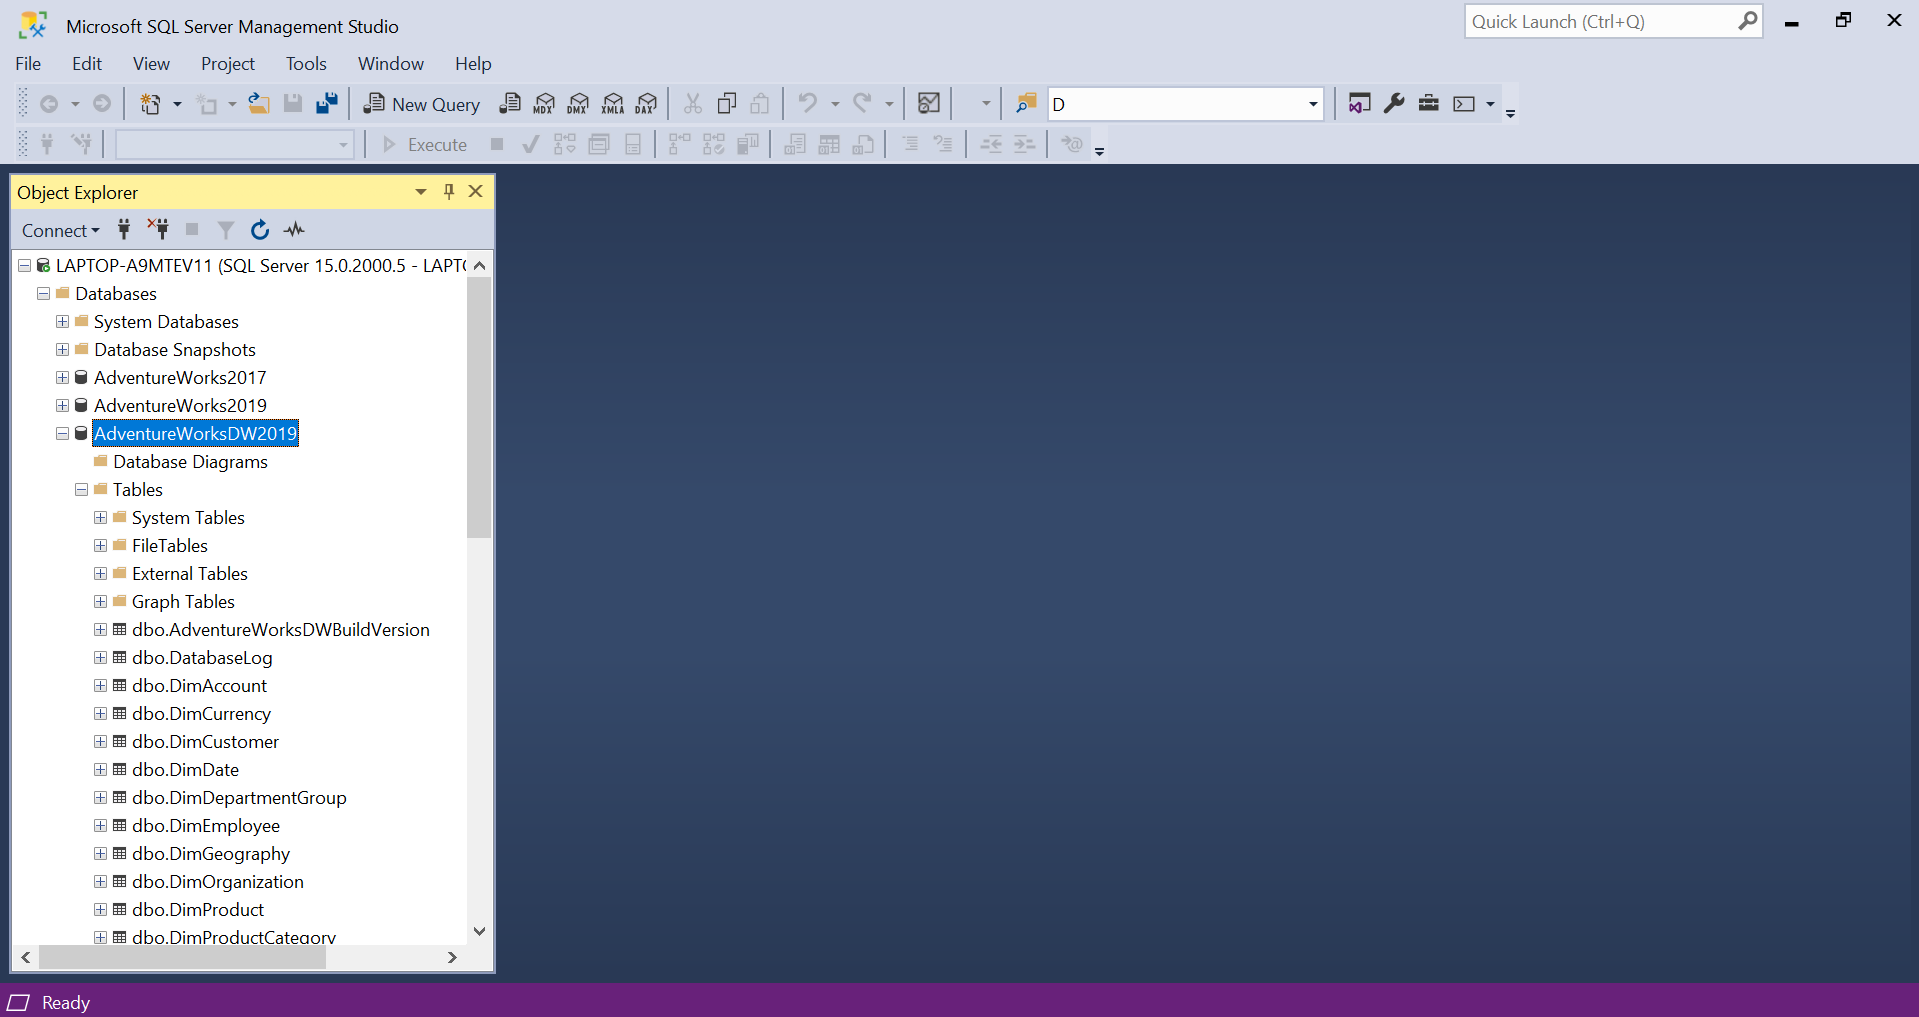 Microsoft SQL Server Management Studio
Quick Launch (Ctrl+Q)
File Edit View Project Tools Window Help
New Query MDX DMX XMLA DAX D
Execute
Object Explorer
Connect
LAPTOP-A9MTEV11 (SQL Server 15.0.2000.5 - LAPTO
Databases
System Databases
Database Snapshots
AdventureWorks2017
AdventureWorks2019
AdventureWorksDW2019
Database Diagrams
Tables
System Tables
FileTables
External Tables
Graph Tables
dbo.AdventureWorksDWBuildVersion
dbo.DatabaseLog
dbo.DimAccount
dbo.DimCurrency
dbo.DimCustomer
dbo.DimDate
dbo.DimDepartmentGroup
dbo.DimEmployee
dbo.DimGeography
dbo.DimOrganization
dbo.DimProduct
dbo.DimProductCategory
Ready